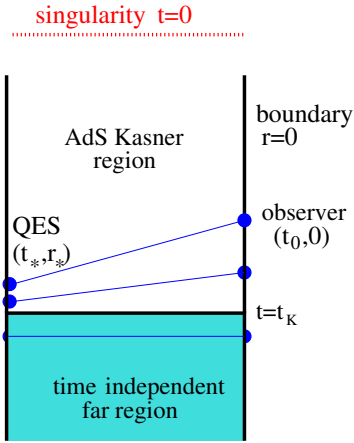 singularity t=0
boundary
r=0
AdS Kasner
region
QES
(t*,r*)
observer
(t0,0)
t=tK
time independent
far region